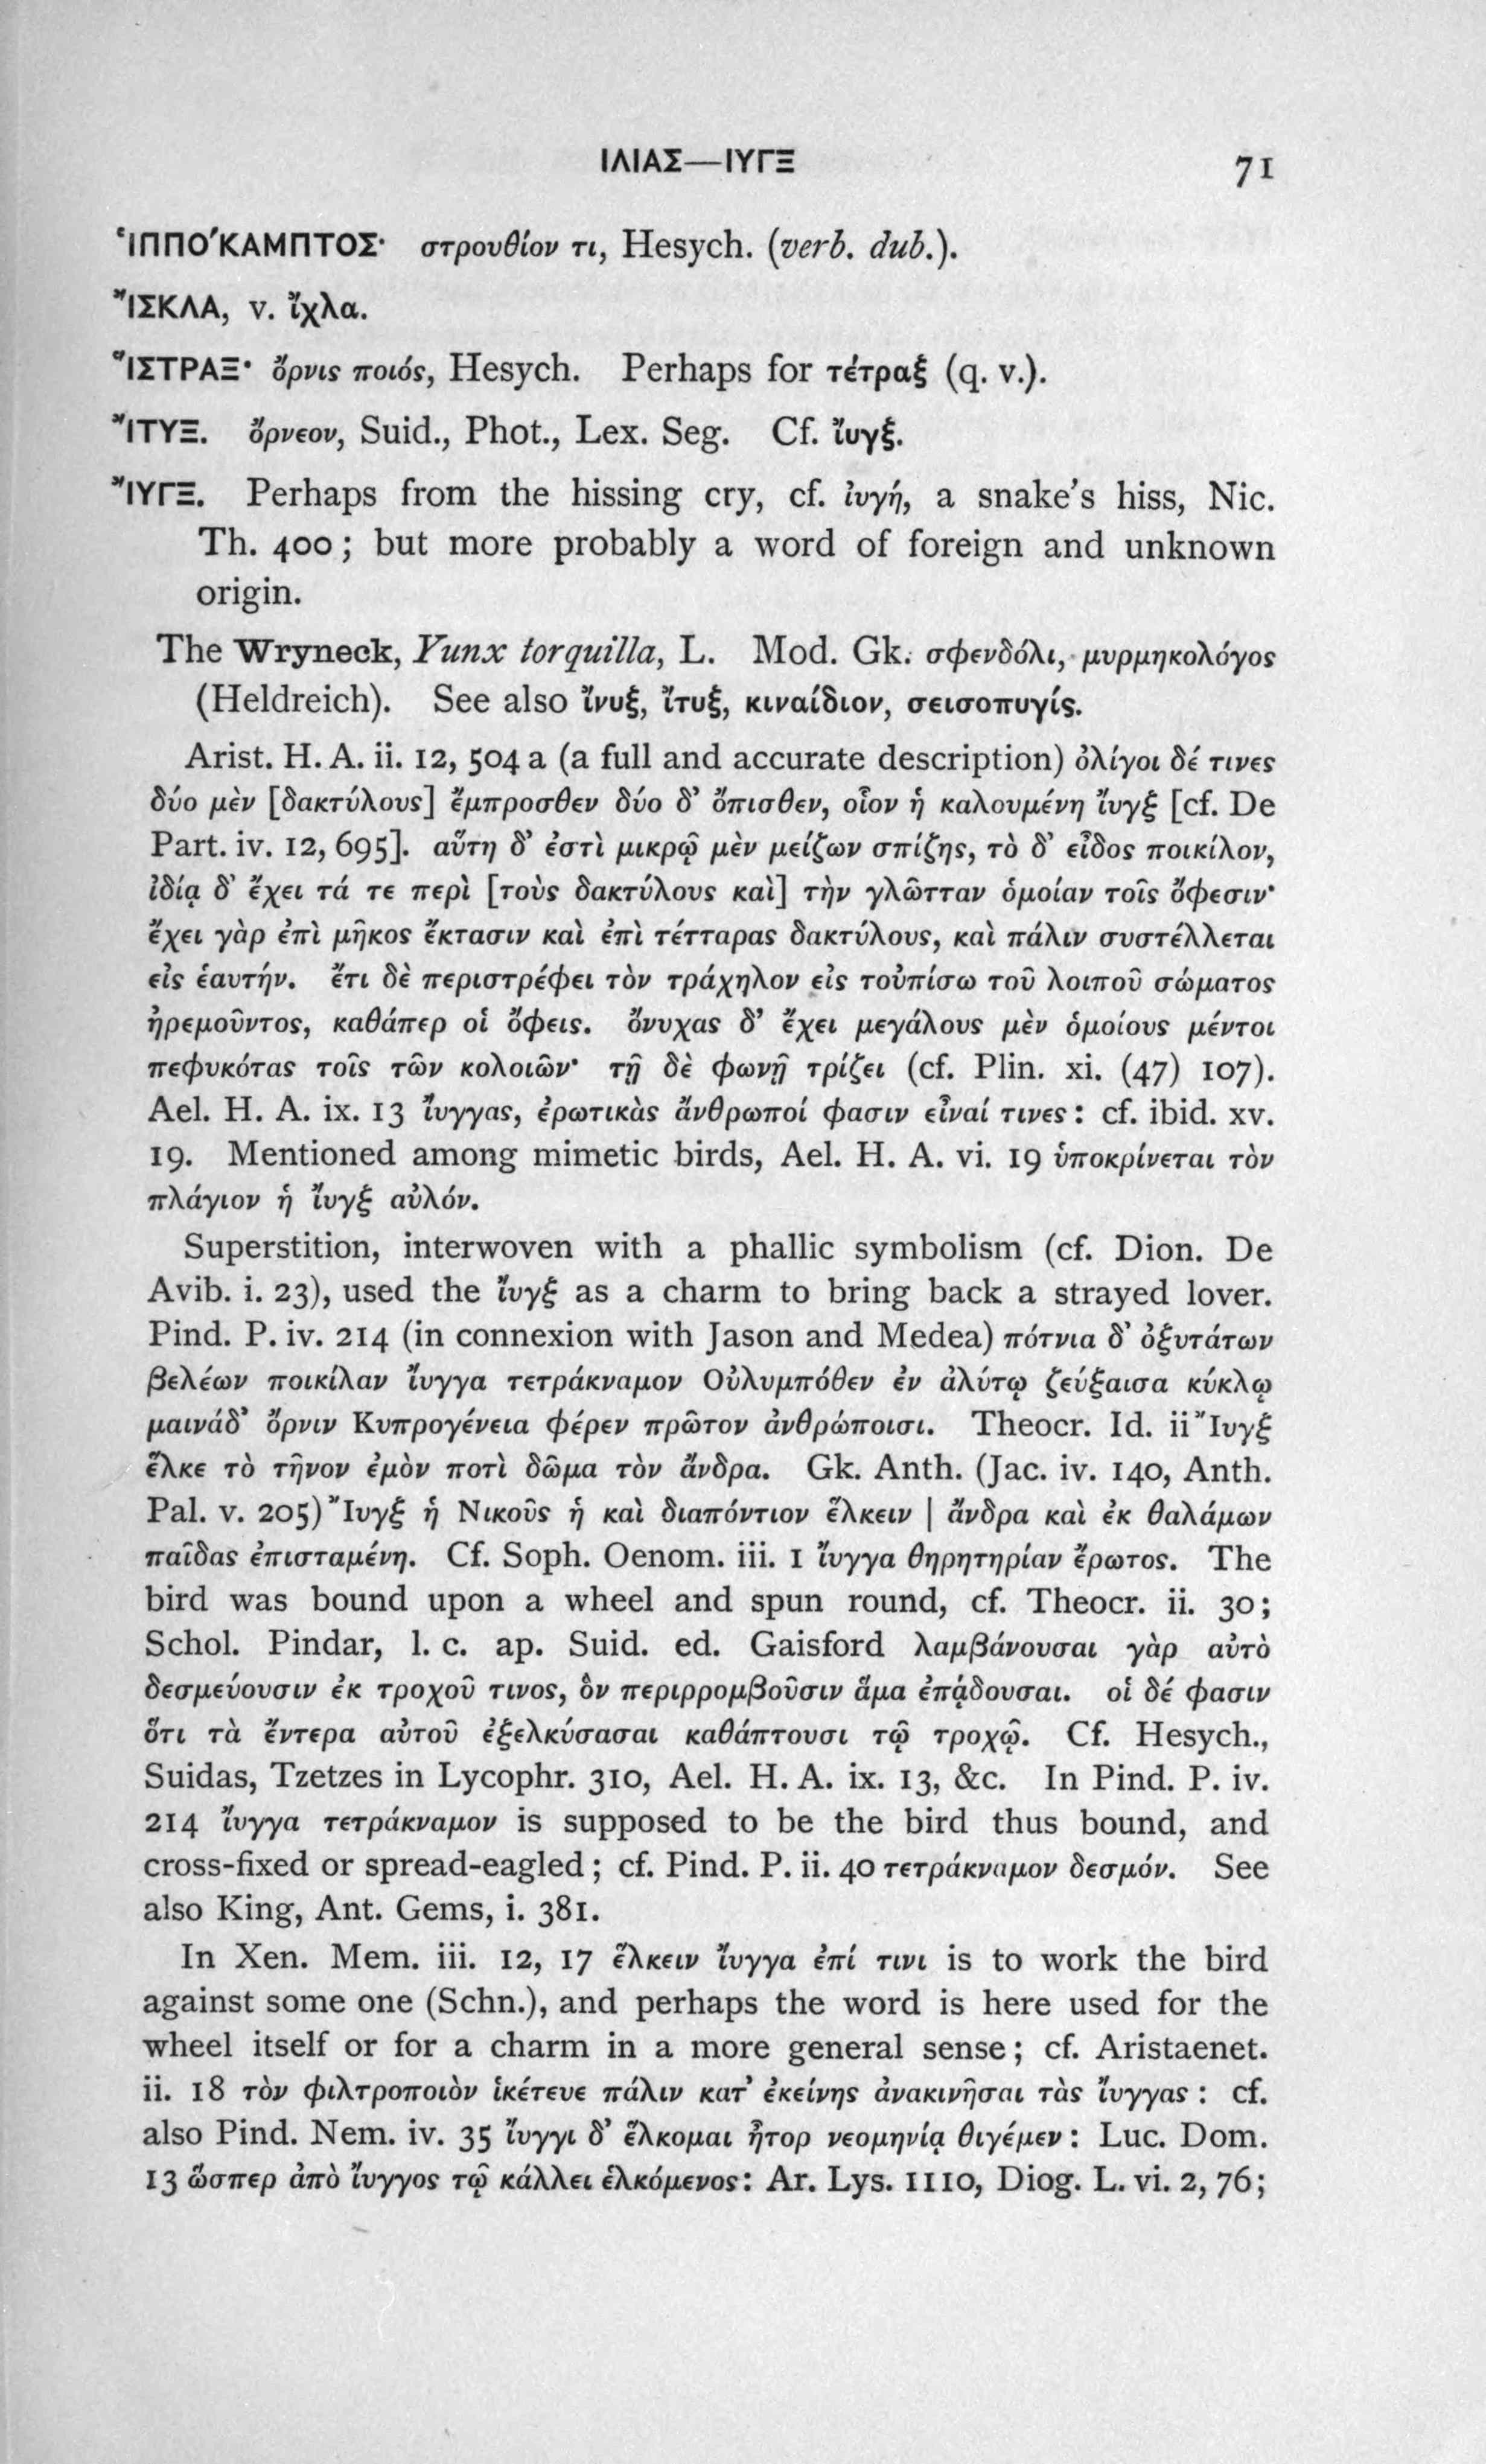 ΙΛΙΑΣ—ΙΥΓΞ 71
ʽΙΠΠΟ′ΚΑΜΠΤΟΣ· στρουθίον τι, Hesych. (verb. dub.).
Ἴ̓ΣΚΛΑ, v. ἴχλα.
Ἵ̔ΣΤΡΑΞ· ὄρνις ποιός, Hesych. Perhaps for τέτραξ (q. v.).
ἼΤΥΞ. ὄρνεον, Suid., Phot., Lex. Seg. Cf. ἴυγξ.
ἼΥΓΞ. Perhaps from the hissing cry, cf. ἰυγή, a snake's hiss, Nic.
Th. 400; but more probably a word of foreign and unknown
origin.
The Wryneck, Yunx torquilla, L. Mod. Gk. σφενδόλι, μυρμηκολόγος
(Heldreich). See also ἴνυξ, ἴτυξ, κιναίδιον, σεισοπυγίς.
Arist. H. A. ii. 12, 504 a (a full and accurate description) ὀλίγοι δέ τινες
δύο μὲν [δακτύλους] ἔμπροσθεν δύο δ' ὄπισθεν, οἷον ἡ καλουμένη ἴυγξ [cf. De
Part. iv. 12, 695]. αὕτη δ' ἐστὶ μικρῷ μὲν μείζων σπίζης, τὸ δ' εἶδος ποικίλον,
ἰδίᾳ δ' ἔχει τά τε περὶ [τοὺς δακτύλους καὶ] τὴν γλῶτταν ὁμοίαν τοῖς ὄφεσιν·
ἔχει γὰρ ἐπὶ μῆκος ἔκτασιν καὶ ἐπὶ τέτταρας δακτύλους, καὶ πάλιν συστέλλεται
εἰς ἑαυτήν. ἔτι δὲ περιστρέφει τὸν τράχηλον εἰς τοὐπίσω τοῦ λοιποῦ σώματος
ἠρεμοῦντος, καθάπερ οἱ ὄφεις. ὄνυχας δ' ἔχει μεγάλους μὲν ὁμοίους μέντοι
πεφυκότας τοῖς τῶν κολοιῶν· τῇ δὲ φωνῇ τρίζει (cf. Plin. xi. (47) 107).
Ael. H. A. ix. 13 ἴυγγας, ἐρωτικὰς ἄνθρωποί φασιν εἶναί τινες: cf. ibid. xv.
19. Mentioned among mimetic birds, Ael. H. A. vi. 19 ὑποκρίνεται τὸν
πλάγιον ἡ ἴυγξ αὐλόν.
Superstition, interwoven with a phallic symbolism (cf. Dion. De
Avib. i. 23), used the ἴυγξ as a charm to bring back a strayed lover.
Pind. P. iv. 214 (in connexion with Jason and Medea) πότνια δ' ὀξυτάτων
βελέων ποικίλαν ἴυγγα τετράκναμον Οὐλυμπόθεν ἐν ἀλύτῳ ζεύξαισα κύκλῳ
μαινάδ' ὄρνιν Κυπρογένεια φέρεν πρῶτον ἀνθρώποισι. Theocr. Id. ii Ἴυγξ
ἕλκε τὸ τῆνον ἐμὸν ποτὶ δῶμα τὸν ἄνδρα. Gk. Anth. (Jac. iv. 140, Anth.
Pal. v. 205) Ἴυγξ ἡ Νικοῦς ἡ καὶ διαπόντιον ἕλκειν | ἄνδρα καὶ ἐκ θαλάμων
παῖδας ἐπισταμένη. Cf. Soph. Oenom. iii. 1 ἴυγγα θηρητηρίαν ἔρωτος. The
bird was bound upon a wheel and spun round, cf. Theocr. ii. 30;
Schol. Pindar, l. c. ap. Suid. ed. Gaisford λαμβάνουσαι γὰρ αὐτὸ
δεσμεύουσιν ἐκ τροχοῦ τινος, ὃν περιρρομβοῦσιν ἅμα ἐπᾴδουσαι. οἱ δέ φασιν
ὅτι τὰ ἔντερα αὐτοῦ ἐξελκύσασαι καθάπτουσι τῷ τροχῷ. Cf. Hesych.,
Suidas, Tzetzes in Lycophr. 310, Ael. H. A. ix. 13, &c. In Pind. P. iv.
214 ἴυγγα τετράκναμον is supposed to be the bird thus bound, and
cross-fixed or spread-eagled; cf. Pind. P. ii. 40 τετράκναμον δεσμόν. See
also King, Ant. Gems, i. 381.
In Xen. Mem. iii. 12, 17 ἕλκειν ἴυγγα ἐπί τινι is to work the bird
against some one (Schn.), and perhaps the word is here used for the
wheel itself or for a charm in a more general sense; cf. Aristaenet.
ii. 18 τὸν φιλτροποιὸν ἱκέτευε πάλιν κατ' ἐκείνης ἀνακινῆσαι τὰς ἴυγγας: cf.
also Pind. Nem. iv. 35 ἴυγγι δ' ἕλκομαι ἦτορ νεομηνίᾳ θιγέμεν: Luc. Dom.
13 ὥσπερ ἀπὸ ἴυγγος τῷ κάλλει ἑλκόμενος: Ar. Lys. 1110, Diog. L. vi. 2, 76;